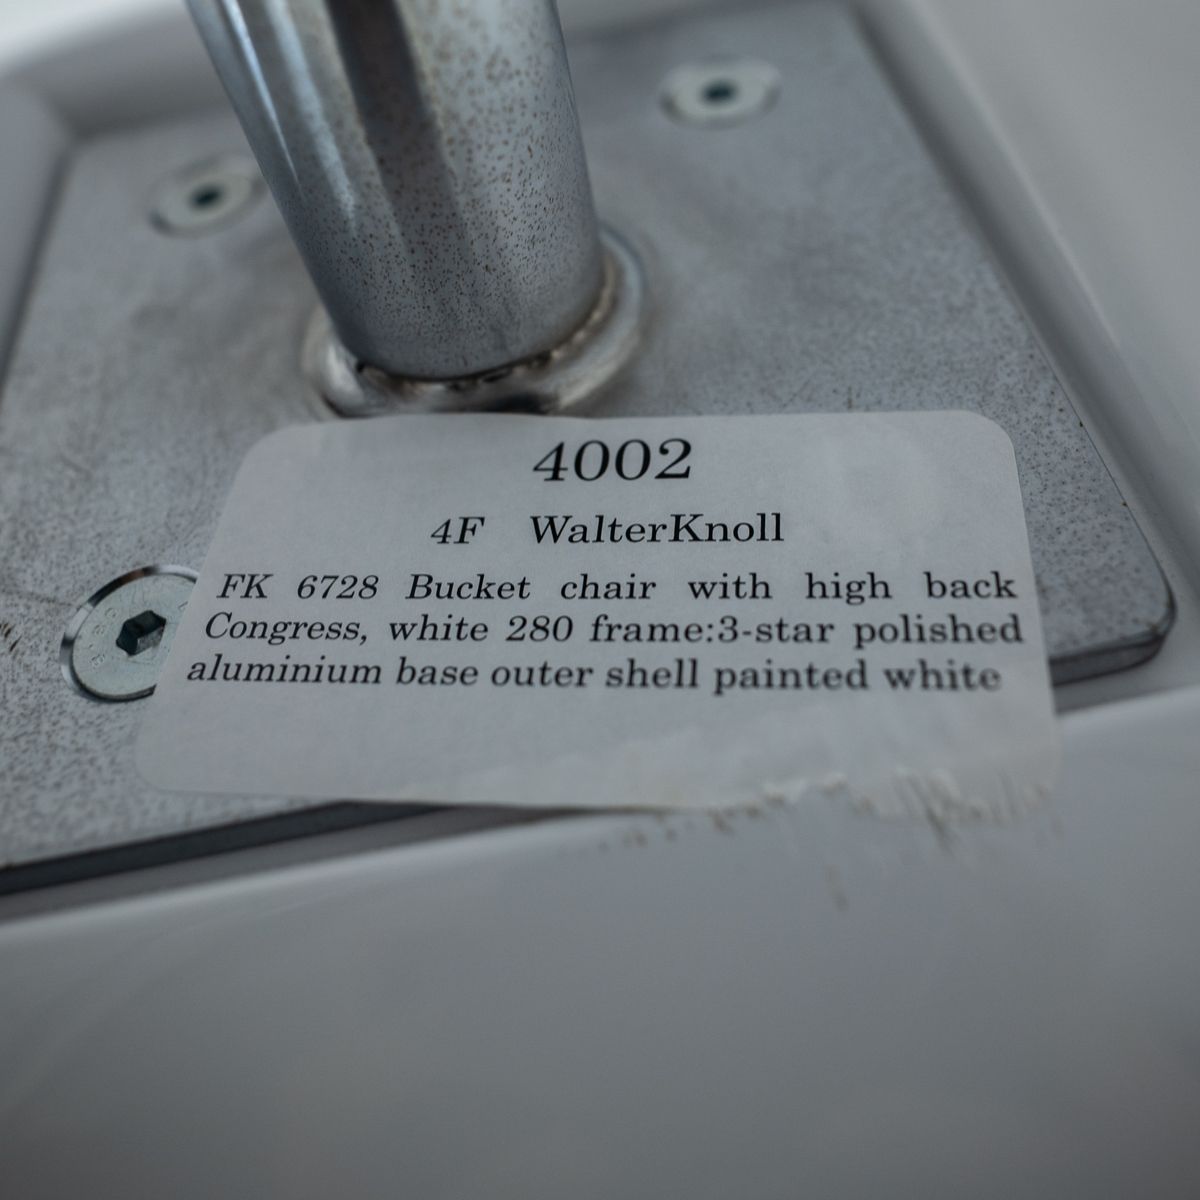 4002
4F WalterKnoll
FK 6728 Bucket chair with high back
Congress, white 280 frame:3-star polished
aluminium base outer shell painted white